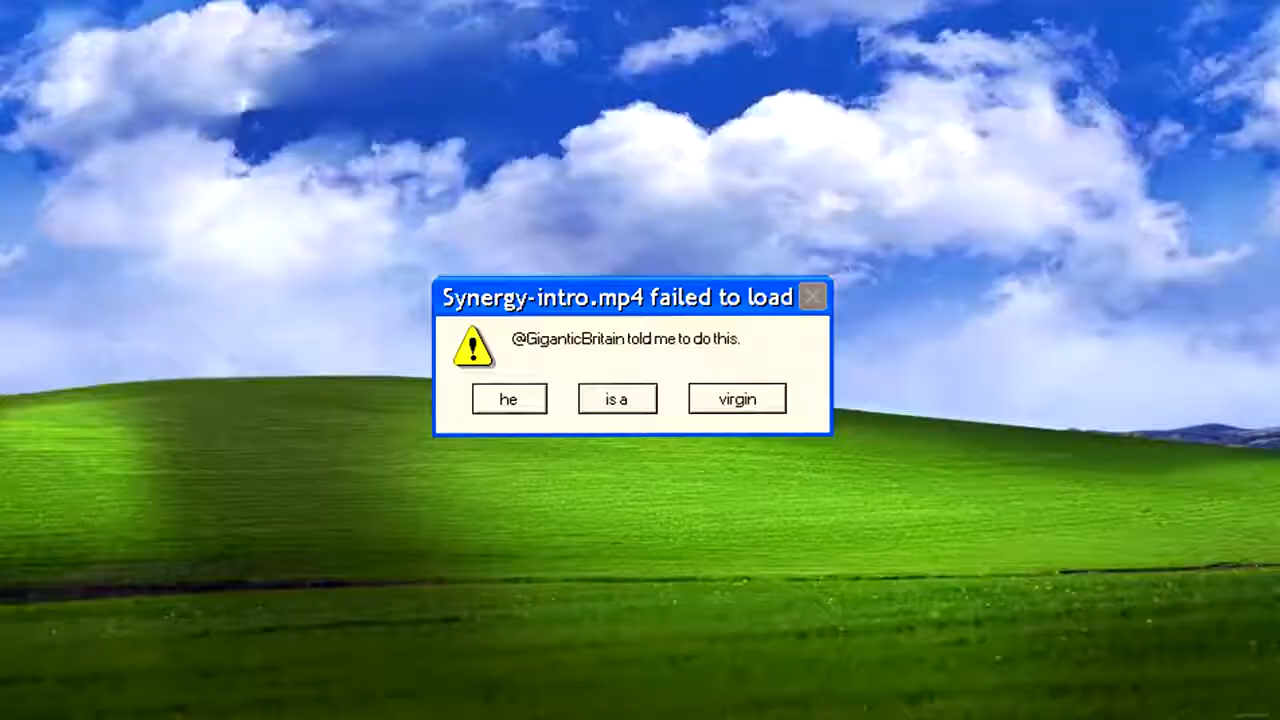 Synergy-intro.mp4 failed to load
@GiganticBritain told me to do this.
he is a virgin